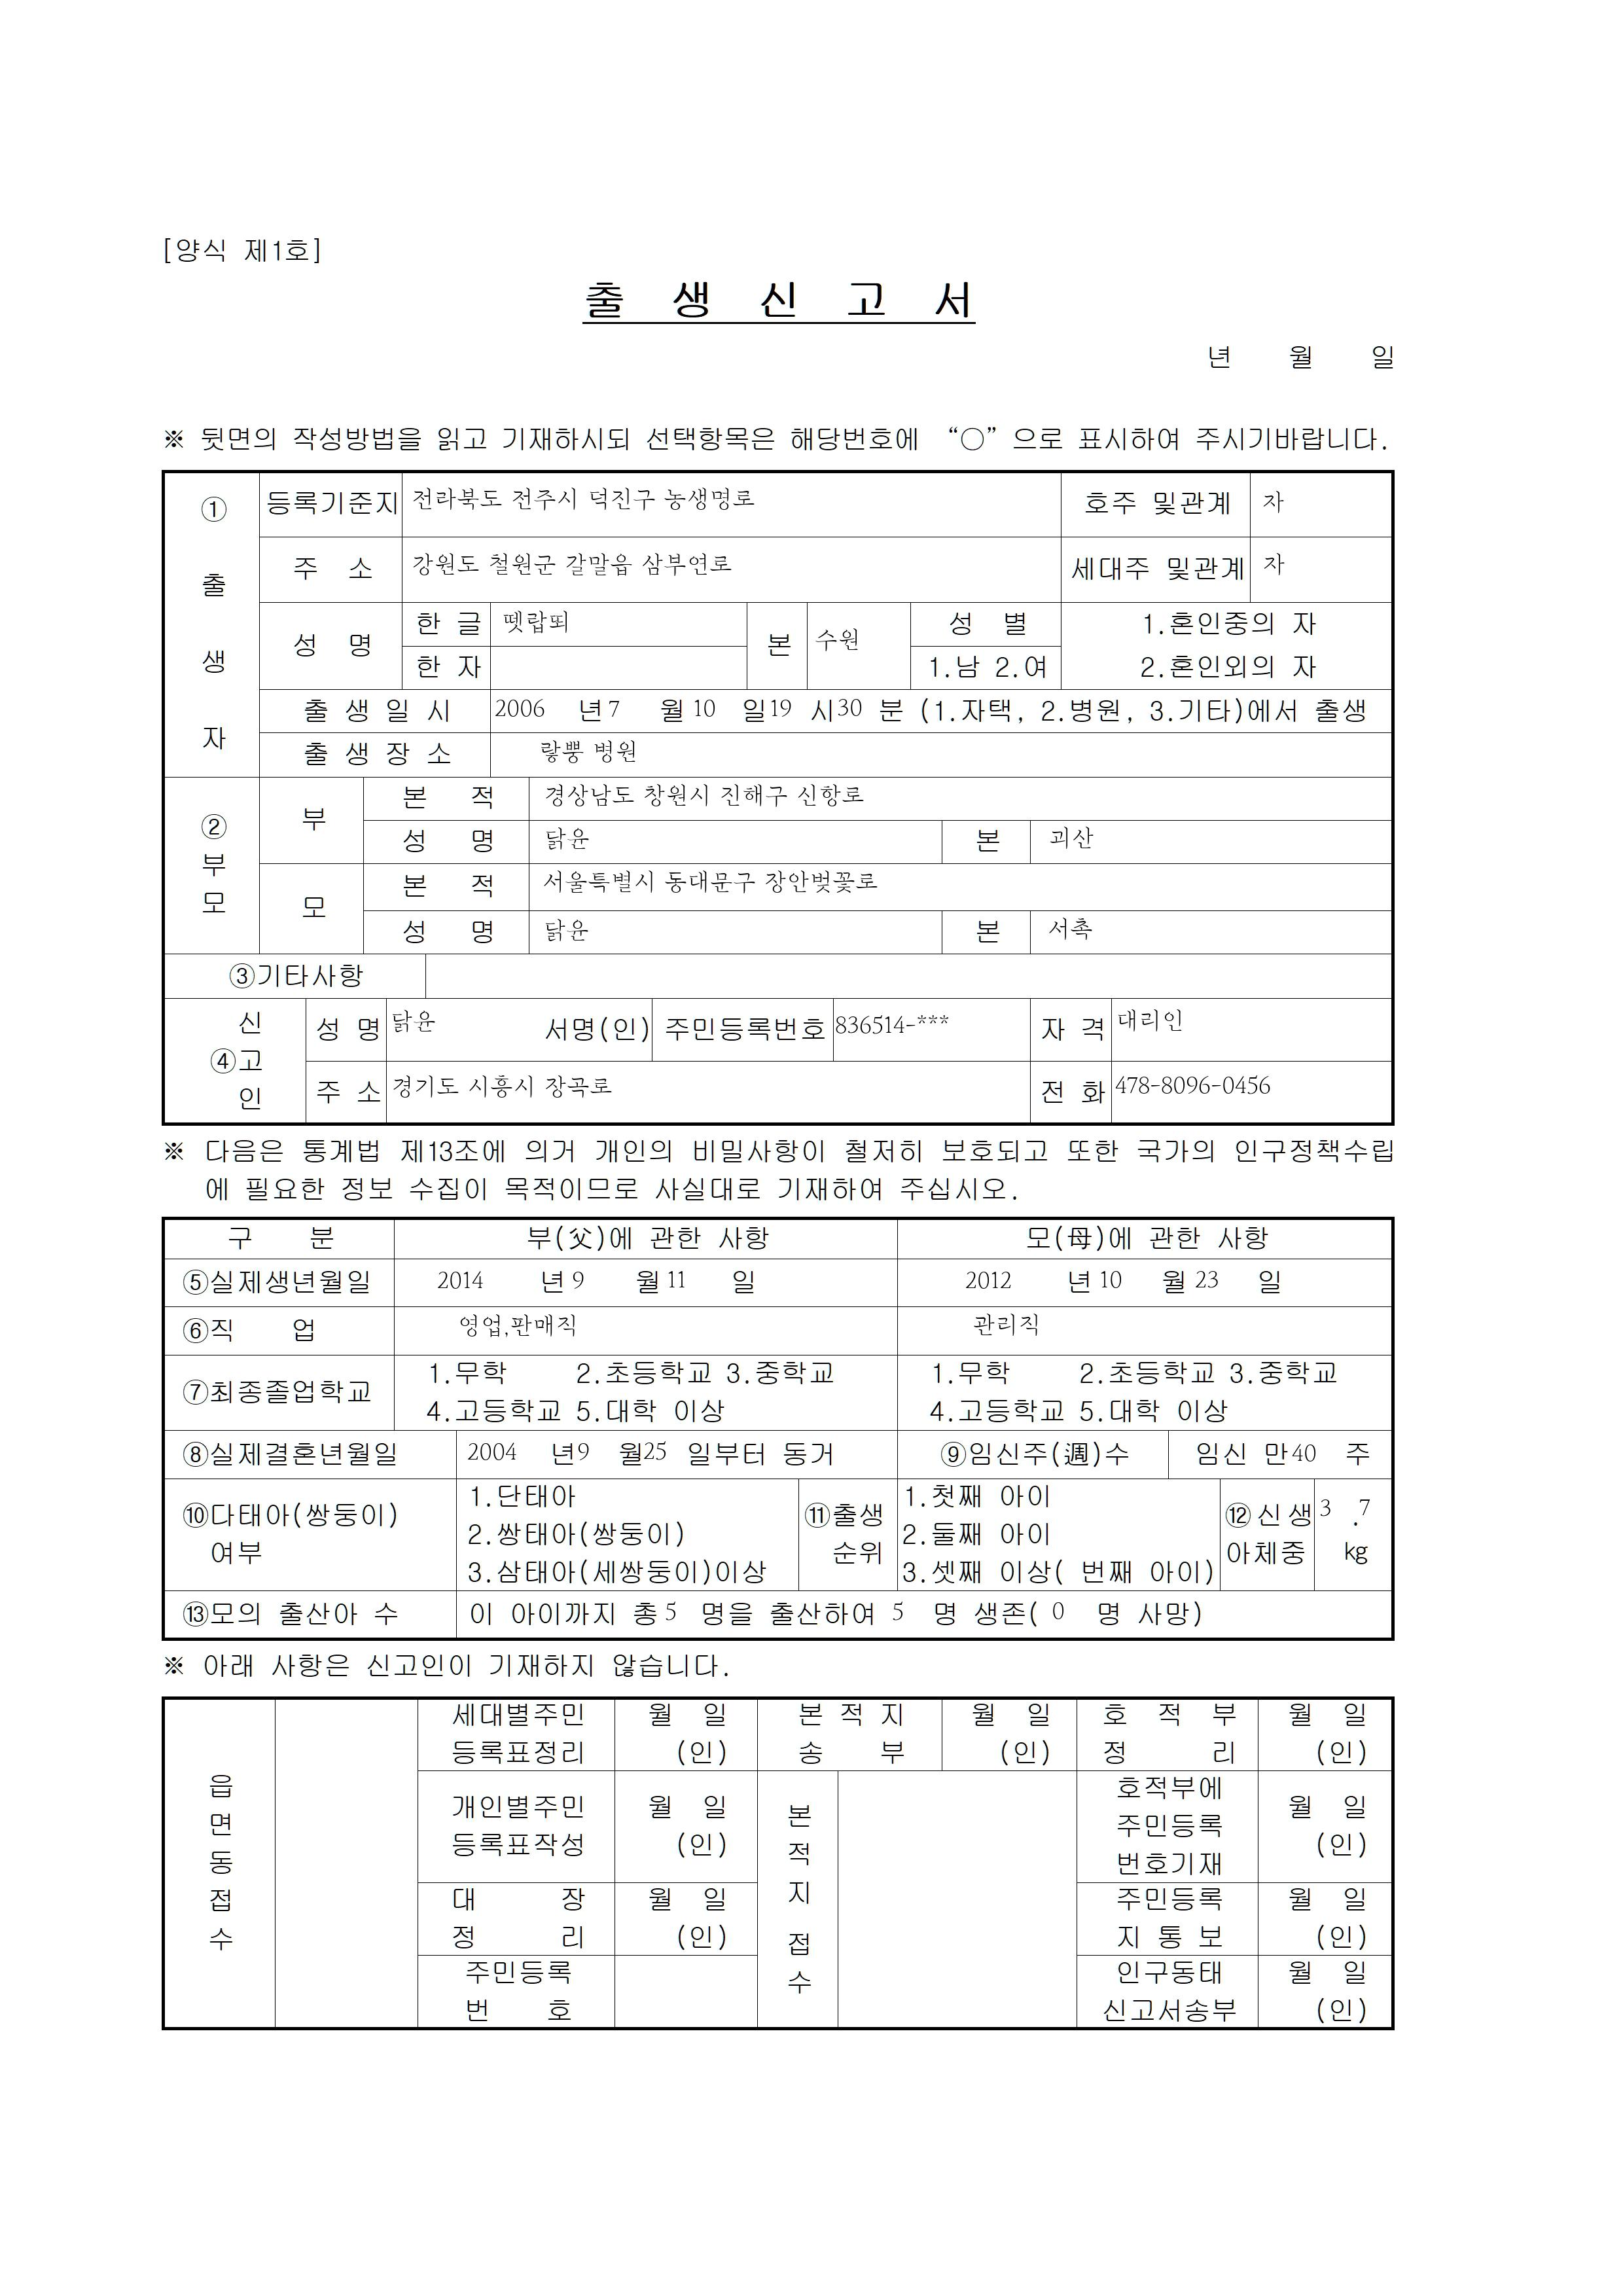 [양식 제1호]
출 생 신 고 서
년 월 일
※ 뒷면의 작성방법을 읽고 기재하시되 선택항목은 해당번호에 “○” 으로 표시하여 주시기바랍니다.
① 출 생 자
등록기준지 전라북도 전주시 덕진구 농생명로 호주 및관계 자
주 소 강원도 철원군 갈말읍 삼부연로 세대주 및관계 자
성 명 한 글 뗏랍뙤 본 수원 성 별 1.혼인중의 자
한 자 1.남 2.여 2.혼인외의 자
출 생 일 시 2006 년 7 월 10 일 19 시 30 분 (1.자택, 2.병원, 3.기타)에서 출생
출 생 장 소 랗뿡 병원
② 부 모
부 본 적 경상남도 창원시 진해구 신항로
성 명 닭윤 본 괴산
모 본 적 서울특별시 동대문구 장안벚꽃로
성 명 닭윤 본 서촉
③기타사항
④신고인
성 명 닭윤 서명(인) 주민등록번호 836514-*** 자 격 대리인
주 소 경기도 시흥시 장곡로 전 화 478-8096-0456
※ 다음은 통계법 제13조에 의거 개인의 비밀사항이 철저히 보호되고 또한 국가의 인구정책수립
에 필요한 정보 수집이 목적이므로 사실대로 기재하여 주십시오.
구 분 부(父)에 관한 사항 모(母)에 관한 사항
⑤실제생년월일 2014 년 9 월 11 일 2012 년 10 월 23 일
⑥직 업 영업,판매직 관리직
⑦최종졸업학교 1.무학 2.초등학교 3.중학교 1.무학 2.초등학교 3.중학교
4.고등학교 5.대학 이상 4.고등학교 5.대학 이상
⑧실제결혼년월일 2004 년 9 월 25 일부터 동거 ⑨임신주(週)수 임신 만 40 주
⑩다태아(쌍둥이) 여부
1.단태아
2.쌍태아(쌍둥이)
3.삼태아(세쌍둥이)이상
⑪출생 순위
1.첫째 아이
2.둘째 아이
3.셋째 이상( 번째 아이)
⑫신생 아체중
3 .7
kg
⑬모의 출산아 수 이 아이까지 총 5 명을 출산하여 5 명 생존( 0 명 사망)
※ 아래 사항은 신고인이 기재하지 않습니다.
읍면동접수
세대별주민 월 일 본 적 지 월 일 호 적 부 월 일
등록표정리 (인) 송 부 (인) 정 리 (인)
개인별주민 월 일
등록표작성 (인)
본적지접수
호적부에
주민등록 월 일
번호기재 (인)
대 장 월 일 주민등록 월 일
정 리 (인) 지 통 보 (인)
주민등록 인구동태 월 일
번 호 신고서송부 (인)